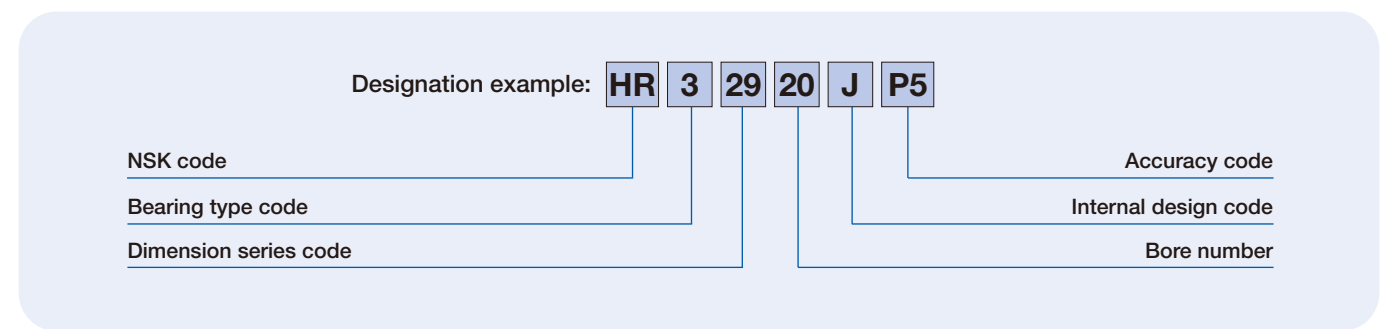 Designation example: HR 3 29 20 J P5
NSK code Accuracy code
Bearing type code Internal design code
Dimension series code Bore number